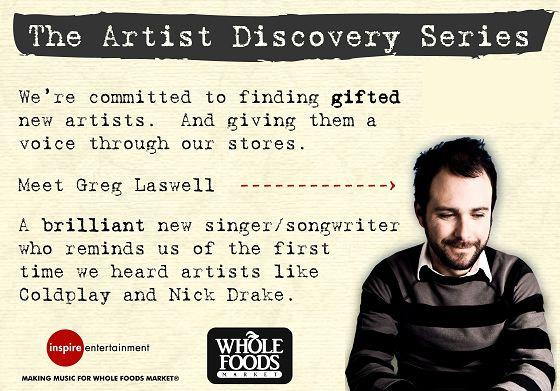 The Artist Discovery Series
We're committed to finding gifted
new artists. And giving them a
voice through our stores.
Meet Greg Laswell
A brilliant new singer/songwriter
who reminds us of the first
time we heard artists like
Coldplay and Nick Drake.
inspire entertainment
MAKING MUSIC FOR WHOLE FOODS MARKET®
WHOLE
FOODS
MARKET